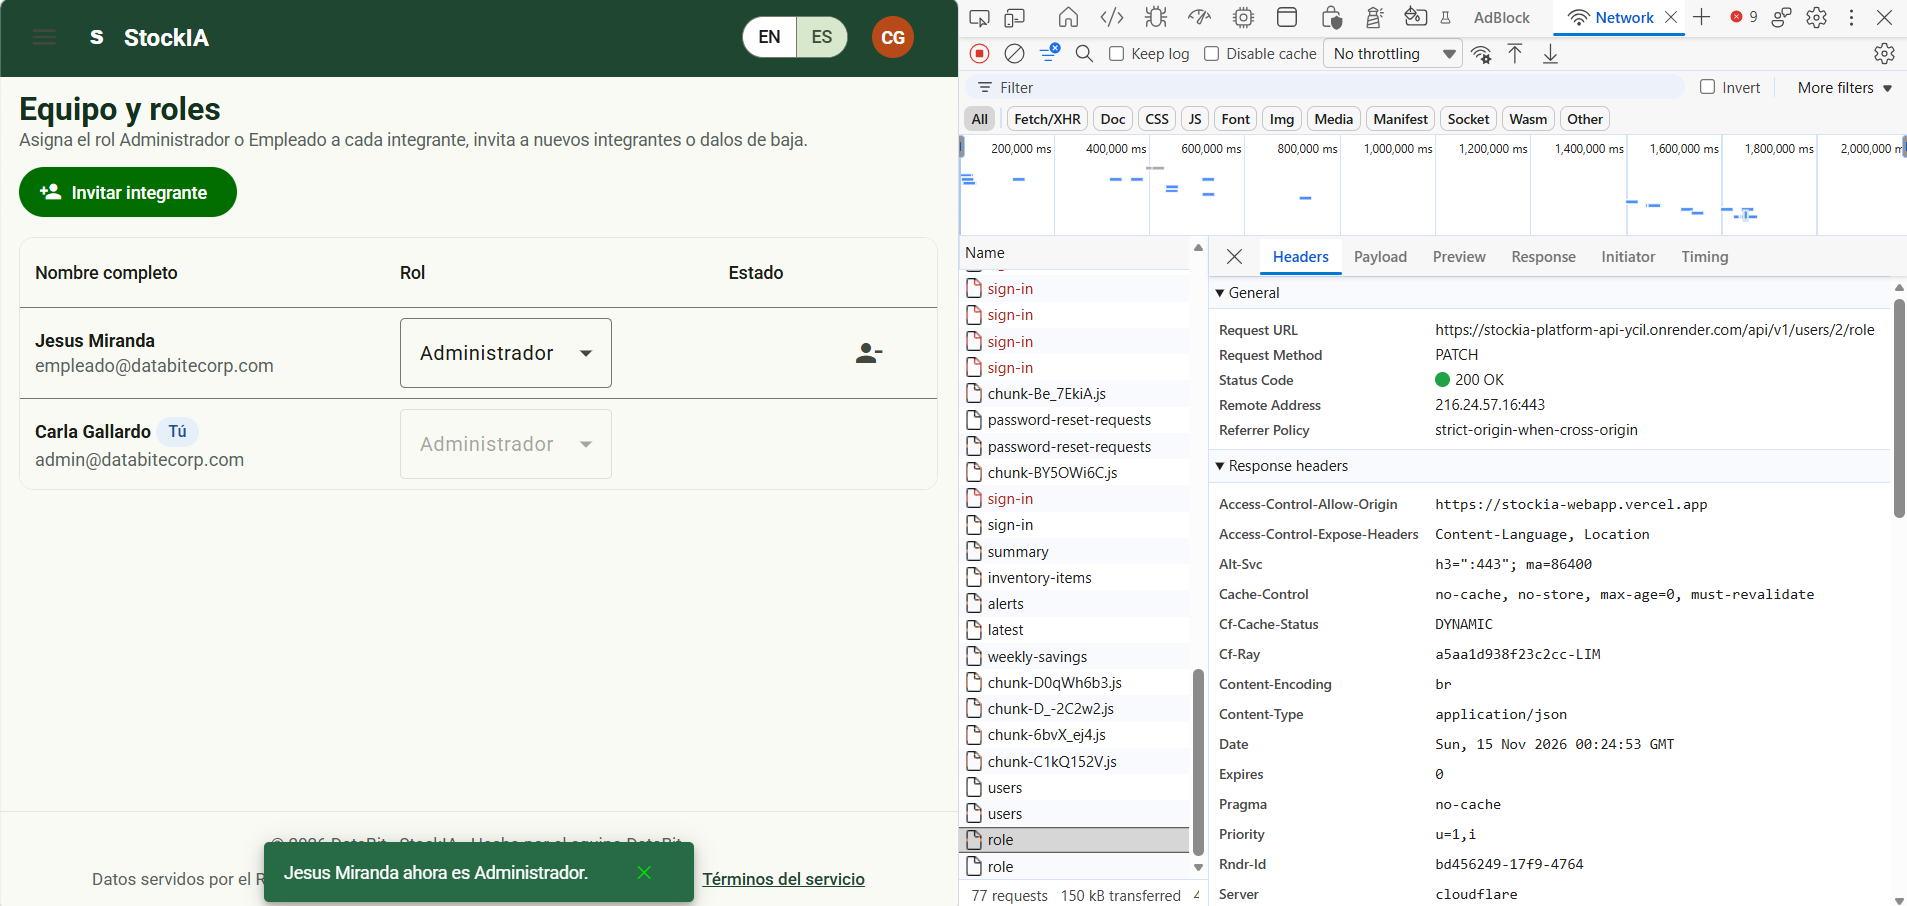 S StockIA
EN ES
CG
Equipo y roles
Asigna el rol Administrador o Empleado a cada integrante, invita a nuevos integrantes o dalos de baja.
Invitar integrante
Nombre completo Rol Estado
Jesus Miranda
empleado@databitecorp.com
Administrador
Carla Gallardo Tú
admin@databitecorp.com
Administrador
Jesus Miranda ahora es Administrador.
Datos servidos por el
Términos del servicio
AdBlock Network 9
Keep log Disable cache No throttling
Filter Invert More filters
All Fetch/XHR Doc CSS JS Font Img Media Manifest Socket Wasm Other
200,000 ms 400,000 ms 600,000 ms 800,000 ms 1,000,000 ms 1,200,000 ms 1,400,000 ms 1,600,000 ms 1,800,000 ms 2,000,000 m
Name
sign-in
sign-in
sign-in
sign-in
chunk-Be_7EkiA.js
password-reset-requests
password-reset-requests
chunk-BY5OWi6C.js
sign-in
sign-in
summary
inventory-items
alerts
latest
weekly-savings
chunk-D0qWh6b3.js
chunk-D_-2C2w2.js
chunk-6bvX_ej4.js
chunk-C1kQ152V.js
users
users
role
role
77 requests 150 kB transferred 4
Headers Payload Preview Response Initiator Timing
General
Request URL https://stockia-platform-api-ycil.onrender.com/api/v1/users/2/role
Request Method PATCH
Status Code 200 OK
Remote Address 216.24.57.16:443
Referrer Policy strict-origin-when-cross-origin
Response headers
Access-Control-Allow-Origin https://stockia-webapp.vercel.app
Access-Control-Expose-Headers Content-Language, Location
Alt-Svc h3=":443"; ma=86400
Cache-Control no-cache, no-store, max-age=0, must-revalidate
Cf-Cache-Status DYNAMIC
Cf-Ray a5aa1d938f23c2cc-LIM
Content-Encoding br
Content-Type application/json
Date Sun, 15 Nov 2026 00:24:53 GMT
Expires 0
Pragma no-cache
Priority u=1,i
Rndr-Id bd456249-17f9-4764
Server cloudflare